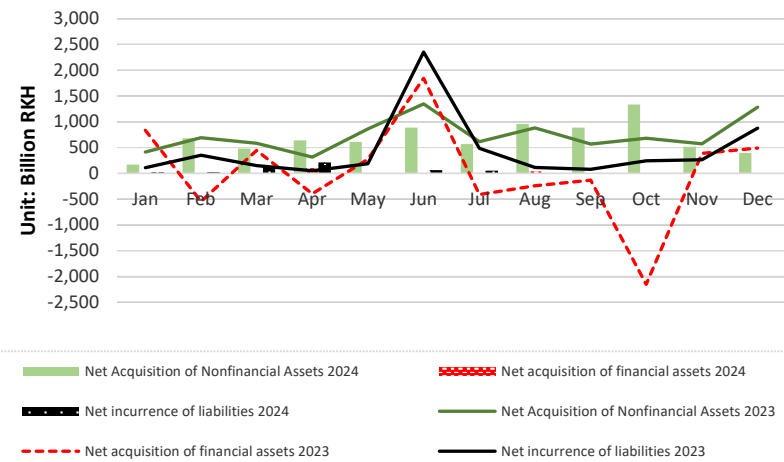 3,000
2,500
2,000
1,500
1,000
500
0
-500
-1,000
-1,500
-2,000
-2,500
Unit: Billion RKH
Jan Feb Mar Apr May Jun Jul Aug Sep Oct Nov Dec
Net Acquisition of Nonfinancial Assets 2024 Net acquisition of financial assets 2024
Net incurrence of liabilities 2024 Net Acquisition of Nonfinancial Assets 2023
Net acquisition of financial assets 2023 Net incurrence of liabilities 2023